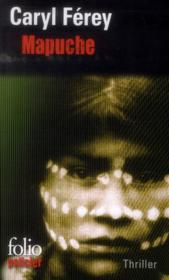 Caryl Férey
Mapuche
folio
policier
Thriller